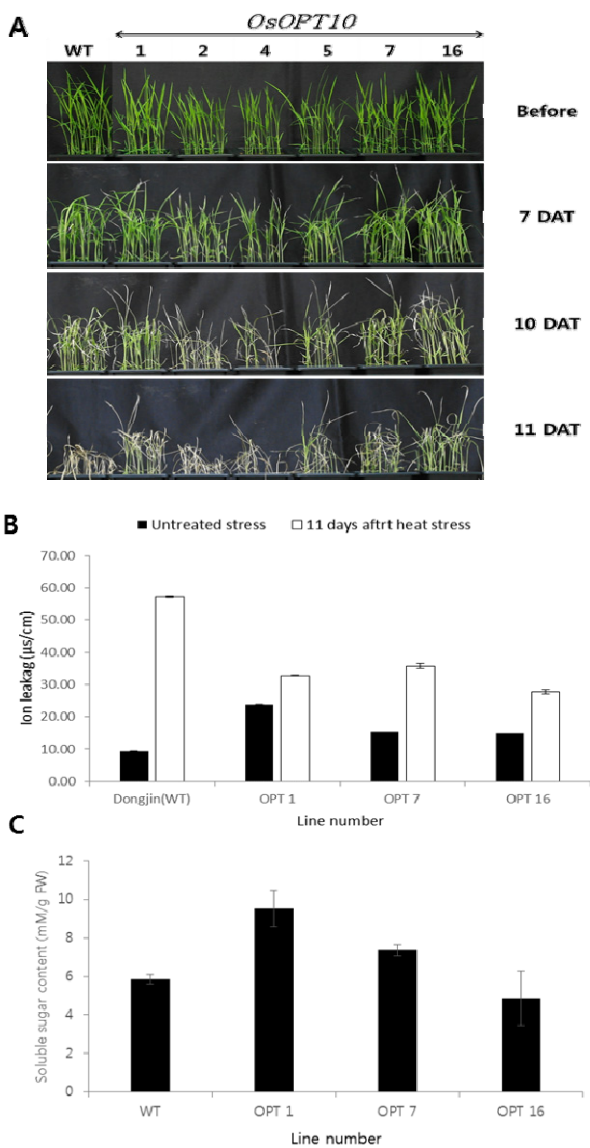 A
OsOPT10
WT 1 2 4 5 7 16
Before
7 DAT
10 DAT
11 DAT
B
Untreated stress 11 days aftrt heat stress
Ion leakag (µs/cm)
70.00
60.00
50.00
40.00
30.00
20.00
10.00
0.00
Dongjin(WT) OPT 1 OPT 7 OPT 16
Line number
C
Soluble sugar content (mM/g FW)
12
10
8
6
4
2
0
WT OPT 1 OPT 7 OPT 16
Line number